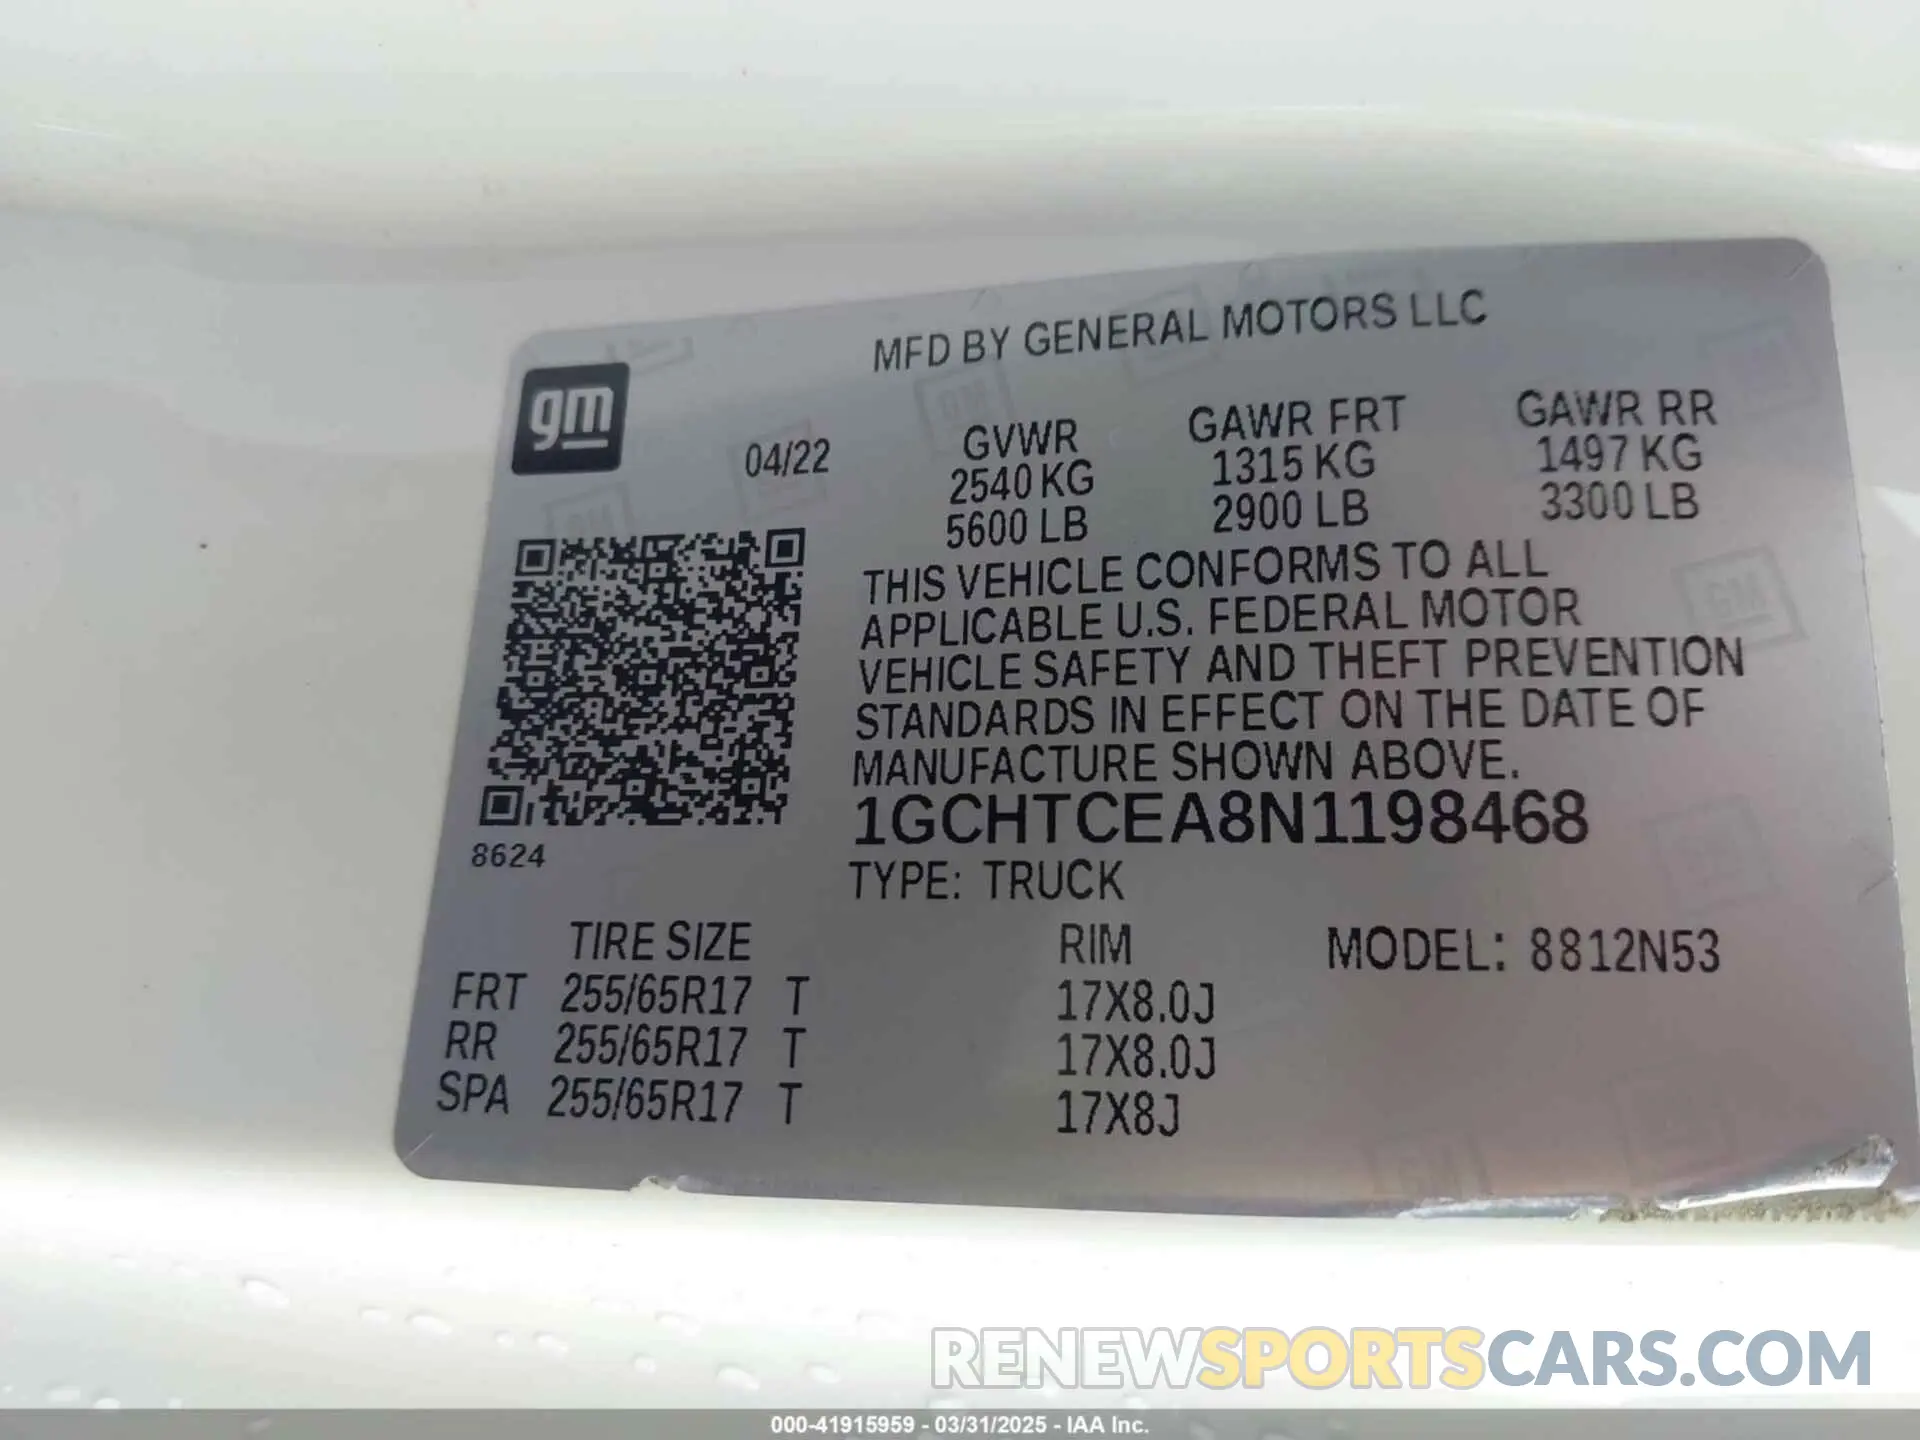 MFD BY GENERAL MOTORS LLC
gm
04/22
GVWR
2540 KG
5600 LB
GAWR FRT
1315 KG
2900 LB
GAWR RR
1497 KG
3300 LB
THIS VEHICLE CONFORMS TO ALL
APPLICABLE U.S. FEDERAL MOTOR
VEHICLE SAFETY AND THEFT PREVENTION
STANDARDS IN EFFECT ON THE DATE OF
MANUFACTURE SHOWN ABOVE.
1GCHTCEA8N1198468
8624
TYPE: TRUCK
TIRE SIZE RIM MODEL: 8812N53
FRT 255/65R17 T 17X8.0J
RR 255/65R17 T 17X8.0J
SPA 255/65R17 T 17X8J
RENEWSPORTSCARS.COM
000-41915959 - 03/31/2025 - IAA Inc.